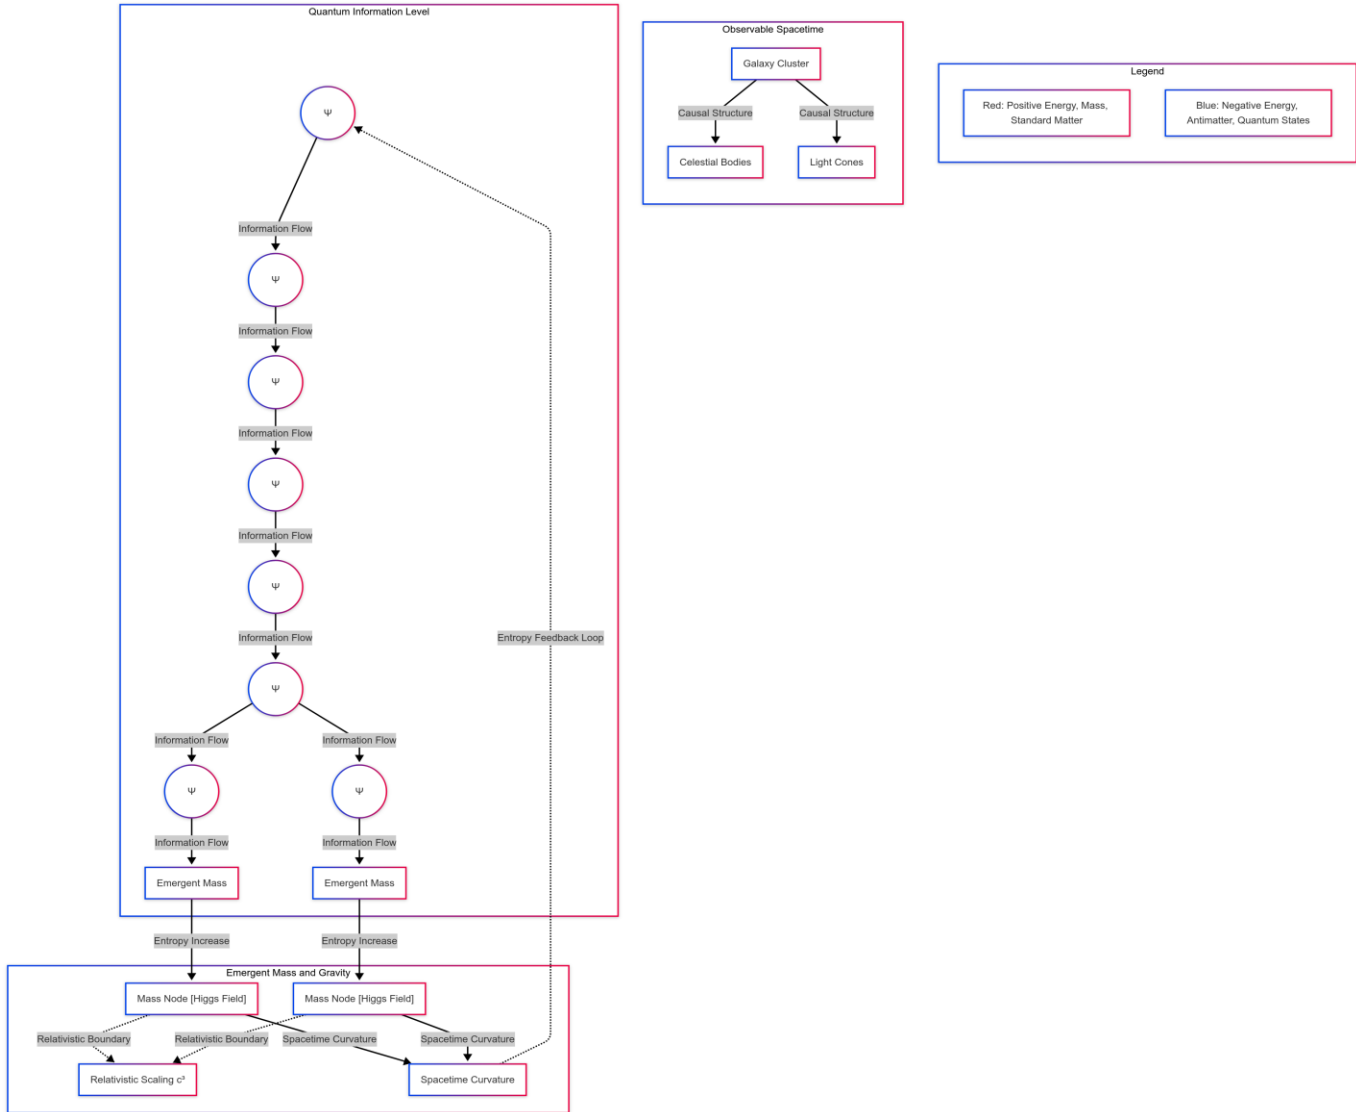 Quantum Information Level
Ψ
Information Flow
Ψ
Information Flow
Ψ
Information Flow
Ψ
Information Flow
Ψ
Information Flow
Ψ
Information Flow
Information Flow
Ψ
Ψ
Information Flow
Information Flow
Emergent Mass
Emergent Mass
Entropy Feedback Loop
Entropy Increase
Entropy Increase
Emergent Mass and Gravity
Mass Node [Higgs Field]
Mass Node [Higgs Field]
Relativistic Boundary
Relativistic Boundary
Spacetime Curvature
Spacetime Curvature
Relativistic Scaling c³
Spacetime Curvature
Observable Spacetime
Galaxy Cluster
Causal Structure
Causal Structure
Celestial Bodies
Light Cones
Legend
Red: Positive Energy, Mass,
Standard Matter
Blue: Negative Energy,
Antimatter, Quantum States